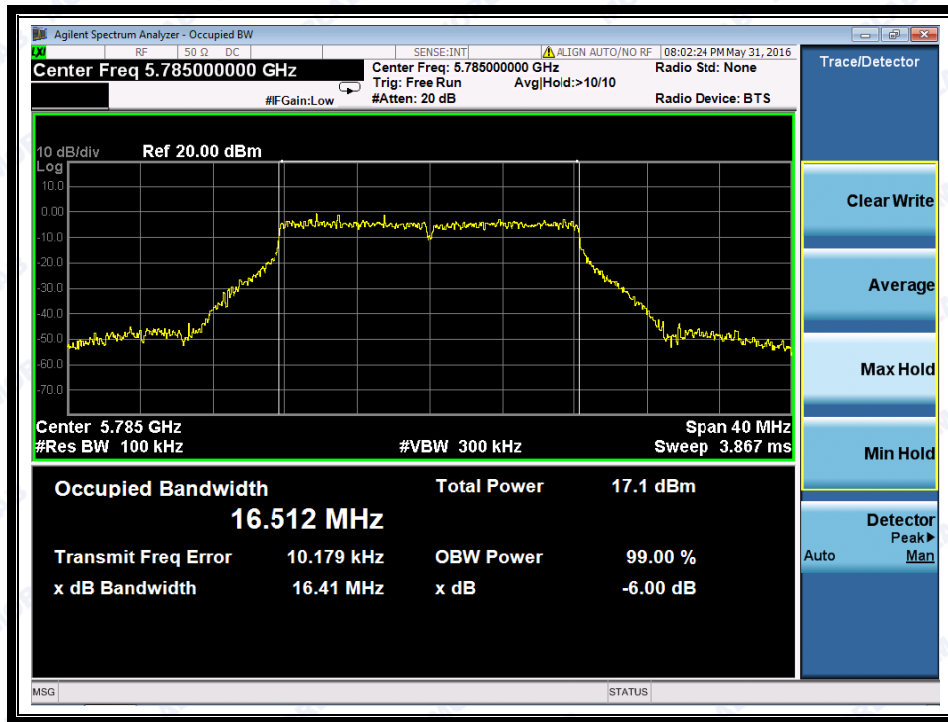 Agilent Spectrum Analyzer - Occupied BW
LXI RF 50 Ω DC SENSE:INT ALIGN AUTO/NO RF 08:02:24 PM May 31, 2016
Center Freq 5.785000000 GHz
Center Freq: 5.785000000 GHz
Radio Std: None
Trig: Free Run
Avg|Hold:>10/10
#IFGain:Low
#Atten: 20 dB
Radio Device: BTS
10 dB/div
Ref 20.00 dBm
Log
10.0
0.00
-10.0
-20.0
-30.0
-40.0
-50.0
-60.0
-70.0
Center 5.785 GHz
Span 40 MHz
#Res BW 100 kHz
#VBW 300 kHz
Sweep 3.867 ms
Occupied Bandwidth
Total Power
17.1 dBm
16.512 MHz
Transmit Freq Error
10.179 kHz
OBW Power
99.00 %
x dB Bandwidth
16.41 MHz
x dB
-6.00 dB
MSG
STATUS
Trace/Detector
Clear Write
Average
Max Hold
Min Hold
Detector
Peak▶
Auto
Man